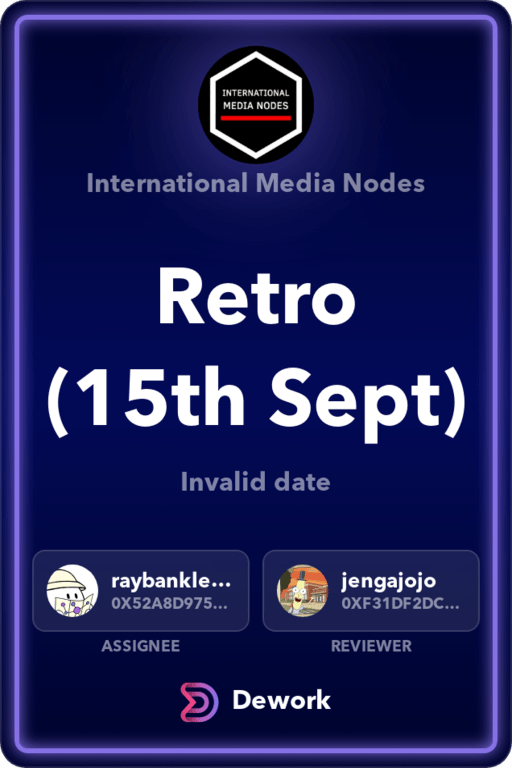 INTERNATIONAL
MEDIA NODES
International Media Nodes
Retro
(15th Sept)
Invalid date
raybankle...
0X52A8D975...
jengajojo
0XF31DF2DC...
ASSIGNEE
REVIEWER
Dework